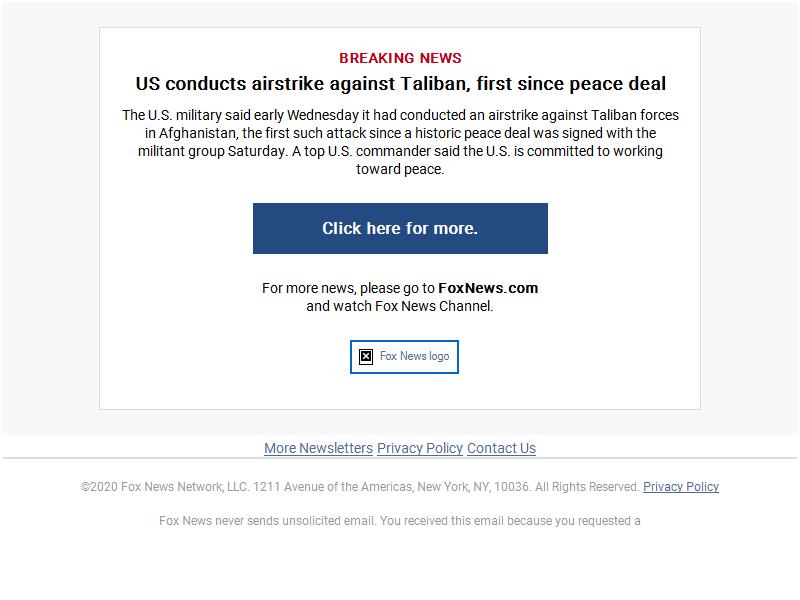 BREAKING NEWS
US conducts airstrike against Taliban, first since peace deal
The U.S. military said early Wednesday it had conducted an airstrike against Taliban forces
in Afghanistan, the first such attack since a historic peace deal was signed with the
militant group Saturday. A top U.S. commander said the U.S. is committed to working
toward peace.
Click here for more.
For more news, please go to FoxNews.com
and watch Fox News Channel.
Fox News logo
More Newsletters Privacy Policy Contact Us
©2020 Fox News Network, LLC. 1211 Avenue of the Americas, New York, NY, 10036. All Rights Reserved. Privacy Policy
Fox News never sends unsolicited email. You received this email because you requested a